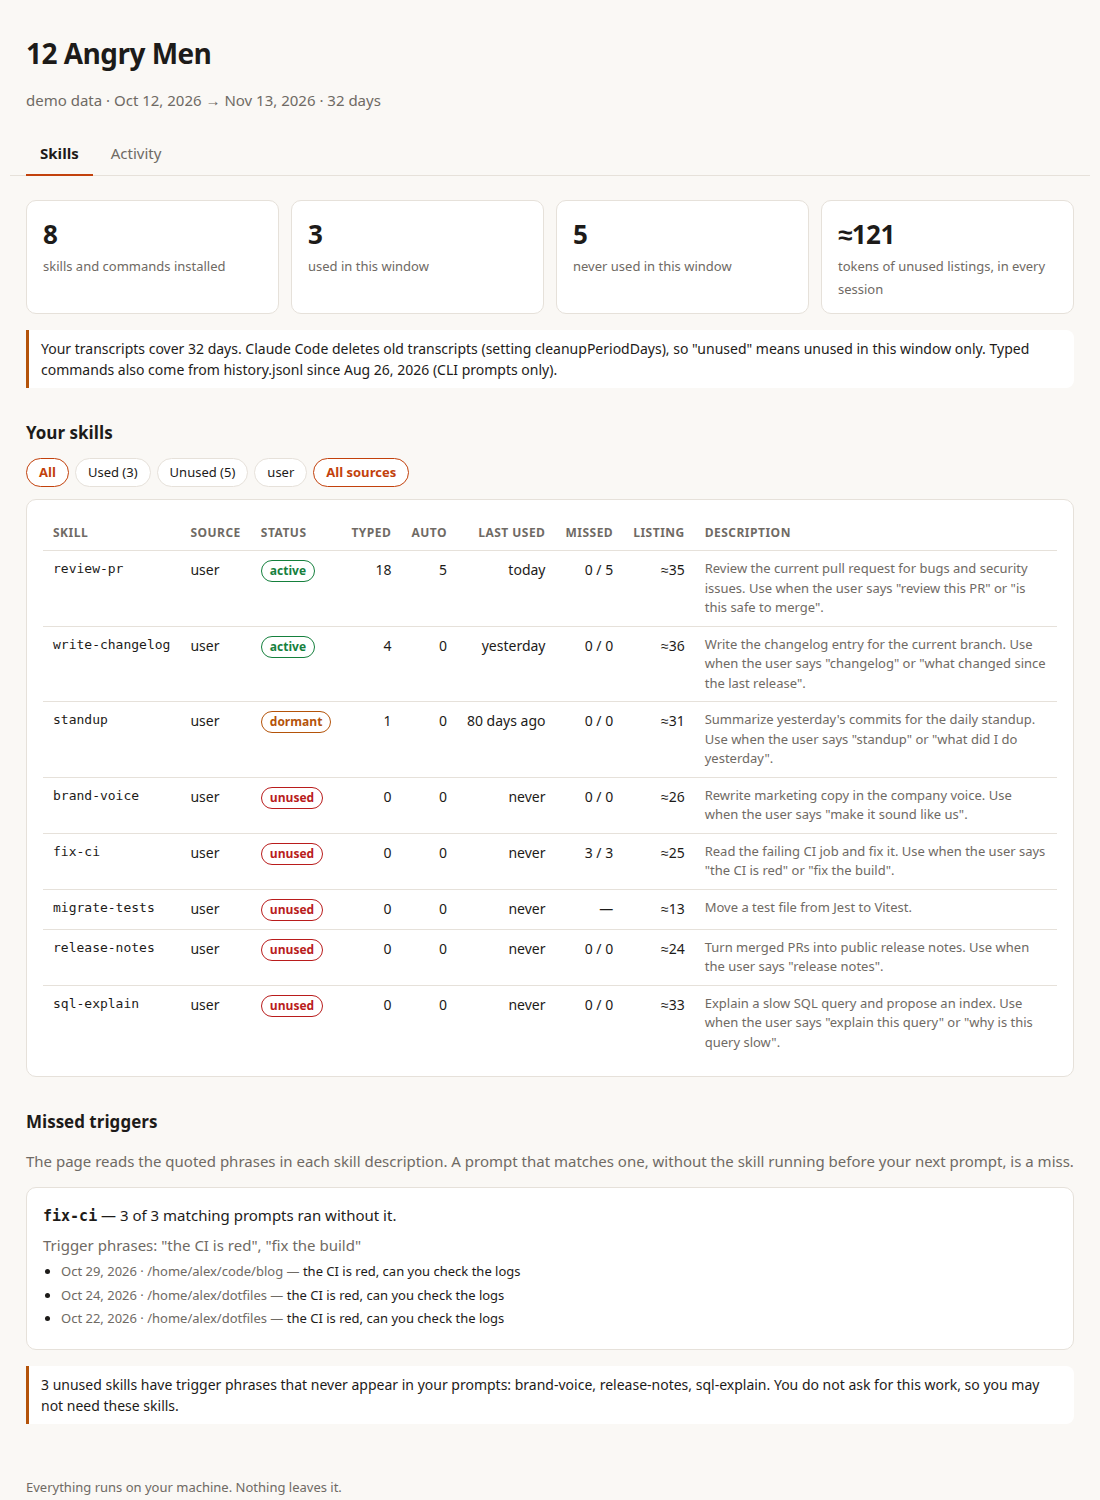 12 Angry Men
demo data · Oct 12, 2026 → Nov 13, 2026 · 32 days
Skills Activity
8
skills and commands installed
3
used in this window
5
never used in this window
≈121
tokens of unused listings, in every
session
Your transcripts cover 32 days. Claude Code deletes old transcripts (setting cleanupPeriodDays), so "unused" means unused in this window only. Typed
commands also come from history.jsonl since Aug 26, 2026 (CLI prompts only).
Your skills
All Used (3) Unused (5) user All sources
SKILL SOURCE STATUS TYPED AUTO LAST USED MISSED LISTING DESCRIPTION
review-pr user active 18 5 today 0 / 5 ≈35 Review the current pull request for bugs and security
issues. Use when the user says "review this PR" or "is
this safe to merge".
write-changelog user active 4 0 yesterday 0 / 0 ≈36 Write the changelog entry for the current branch. Use
when the user says "changelog" or "what changed since
the last release".
standup user dormant 1 0 80 days ago 0 / 0 ≈31 Summarize yesterday's commits for the daily standup.
Use when the user says "standup" or "what did I do
yesterday".
brand-voice user unused 0 0 never 0 / 0 ≈26 Rewrite marketing copy in the company voice. Use
when the user says "make it sound like us".
fix-ci user unused 0 0 never 3 / 3 ≈25 Read the failing CI job and fix it. Use when the user says
"the CI is red" or "fix the build".
migrate-tests user unused 0 0 never — ≈13 Move a test file from Jest to Vitest.
release-notes user unused 0 0 never 0 / 0 ≈24 Turn merged PRs into public release notes. Use when
the user says "release notes".
sql-explain user unused 0 0 never 0 / 0 ≈33 Explain a slow SQL query and propose an index. Use
when the user says "explain this query" or "why is this
query slow".
Missed triggers
The page reads the quoted phrases in each skill description. A prompt that matches one, without the skill running before your next prompt, is a miss.
fix-ci — 3 of 3 matching prompts ran without it.
Trigger phrases: "the CI is red", "fix the build"
• Oct 29, 2026 · /home/alex/code/blog — the CI is red, can you check the logs
• Oct 24, 2026 · /home/alex/dotfiles — the CI is red, can you check the logs
• Oct 22, 2026 · /home/alex/dotfiles — the CI is red, can you check the logs
3 unused skills have trigger phrases that never appear in your prompts: brand-voice, release-notes, sql-explain. You do not ask for this work, so you may
not need these skills.
Everything runs on your machine. Nothing leaves it.